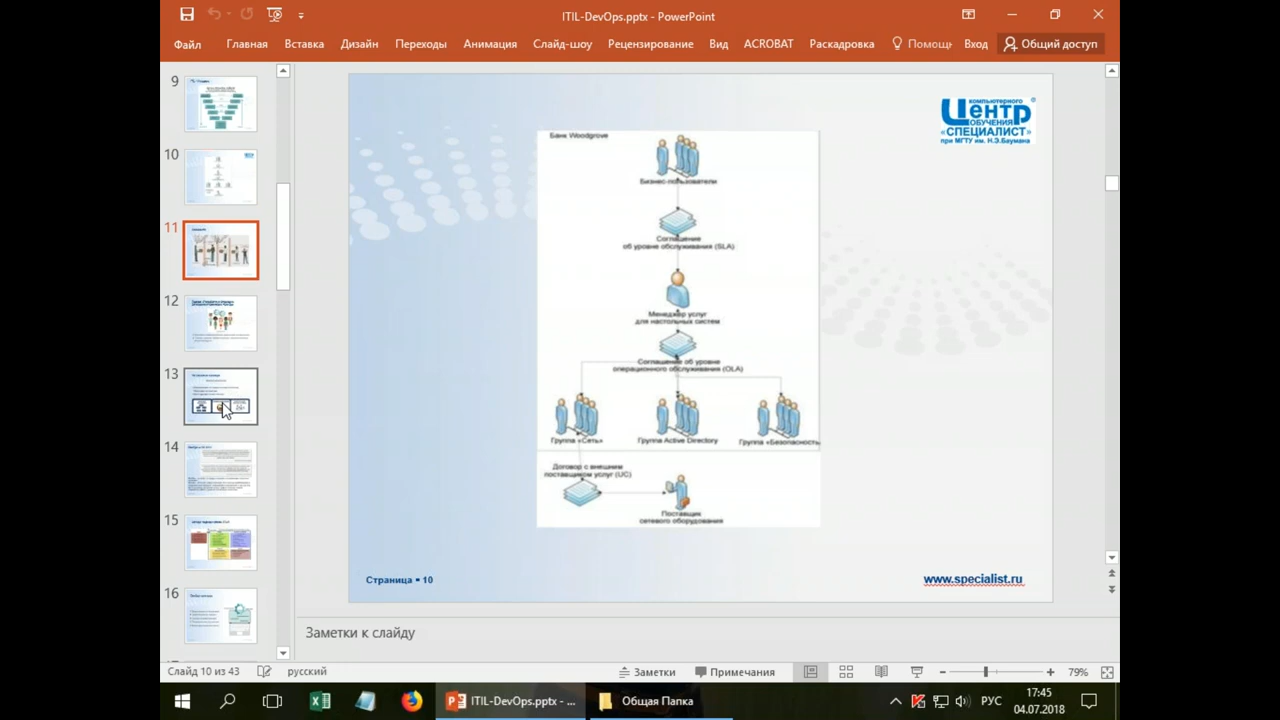 ITIL-DevOps.pptx - PowerPoint
Файл Главная Вставка Дизайн Переходы Анимация Слайд-шоу Рецензирование Вид ACROBAT Раскадровка Помощь Вход Общий доступ
9
10
11
12
13
14
15
16
компьютерного
Центр
ОБУЧЕНИЯ
«СПЕЦИАЛИСТ»
при МГТУ им. Н.Э.Баумана
Банк Woodgrove
Бизнес-пользователи
Соглашение
об уровне обслуживания (SLA)
Менеджер услуг
для настольных систем
Соглашение об уровне
операционного обслуживания (OLA)
Группа «Сеть»
Группа Active Directory
Группа «Безопасность
Договор с внешним
поставщиком услуг (UC)
Поставщик
сетевого оборудования
Страница ▪ 10
www.specialist.ru
Заметки к слайду
Слайд 10 из 43 русский Заметки Примечания 79%
ITIL-DevOps.pptx - ... Общая Папка РУС
17:45
04.07.2018